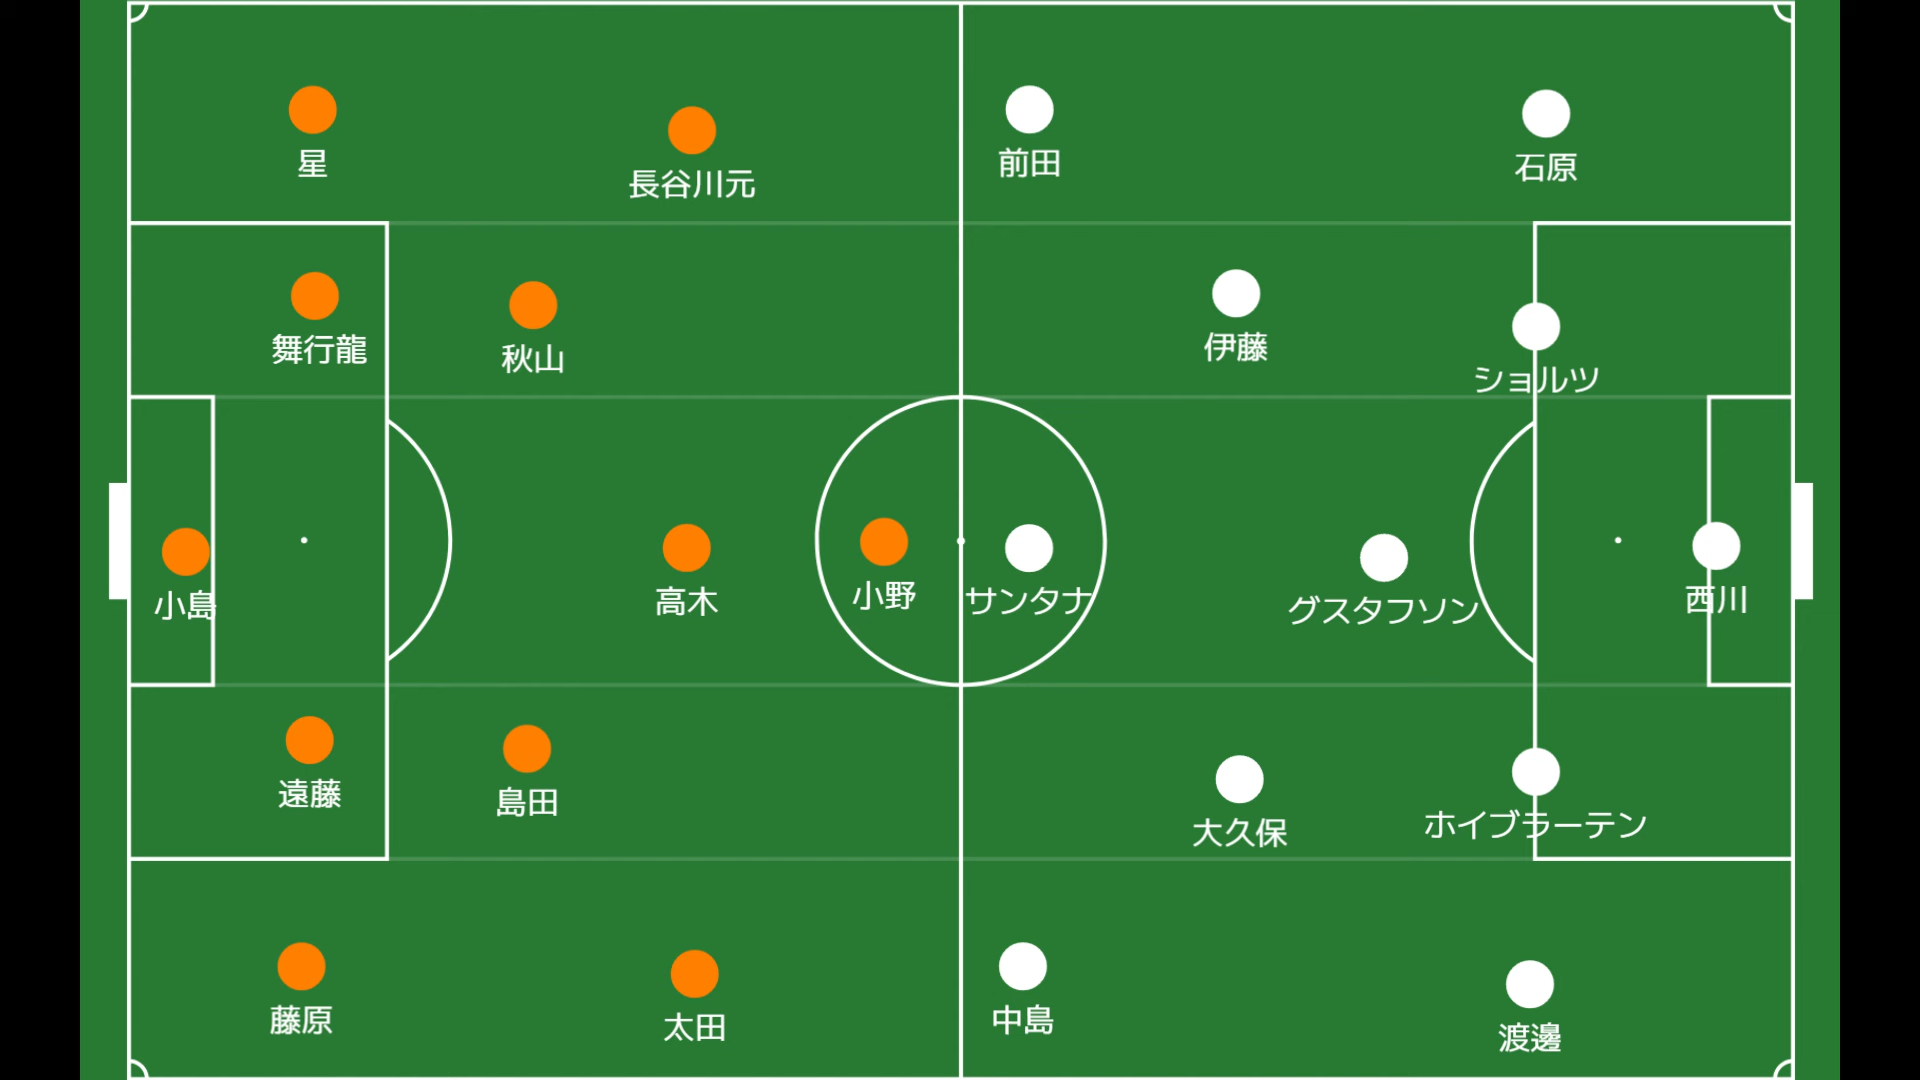 星
長谷川元
前田
石原
舞行龍
秋山
伊藤
ショルツ
小島
高木
小野
サンタナ
グスタフソン
西川
遠藤
島田
大久保
ホイブラーテン
藤原
太田
中島
渡邊